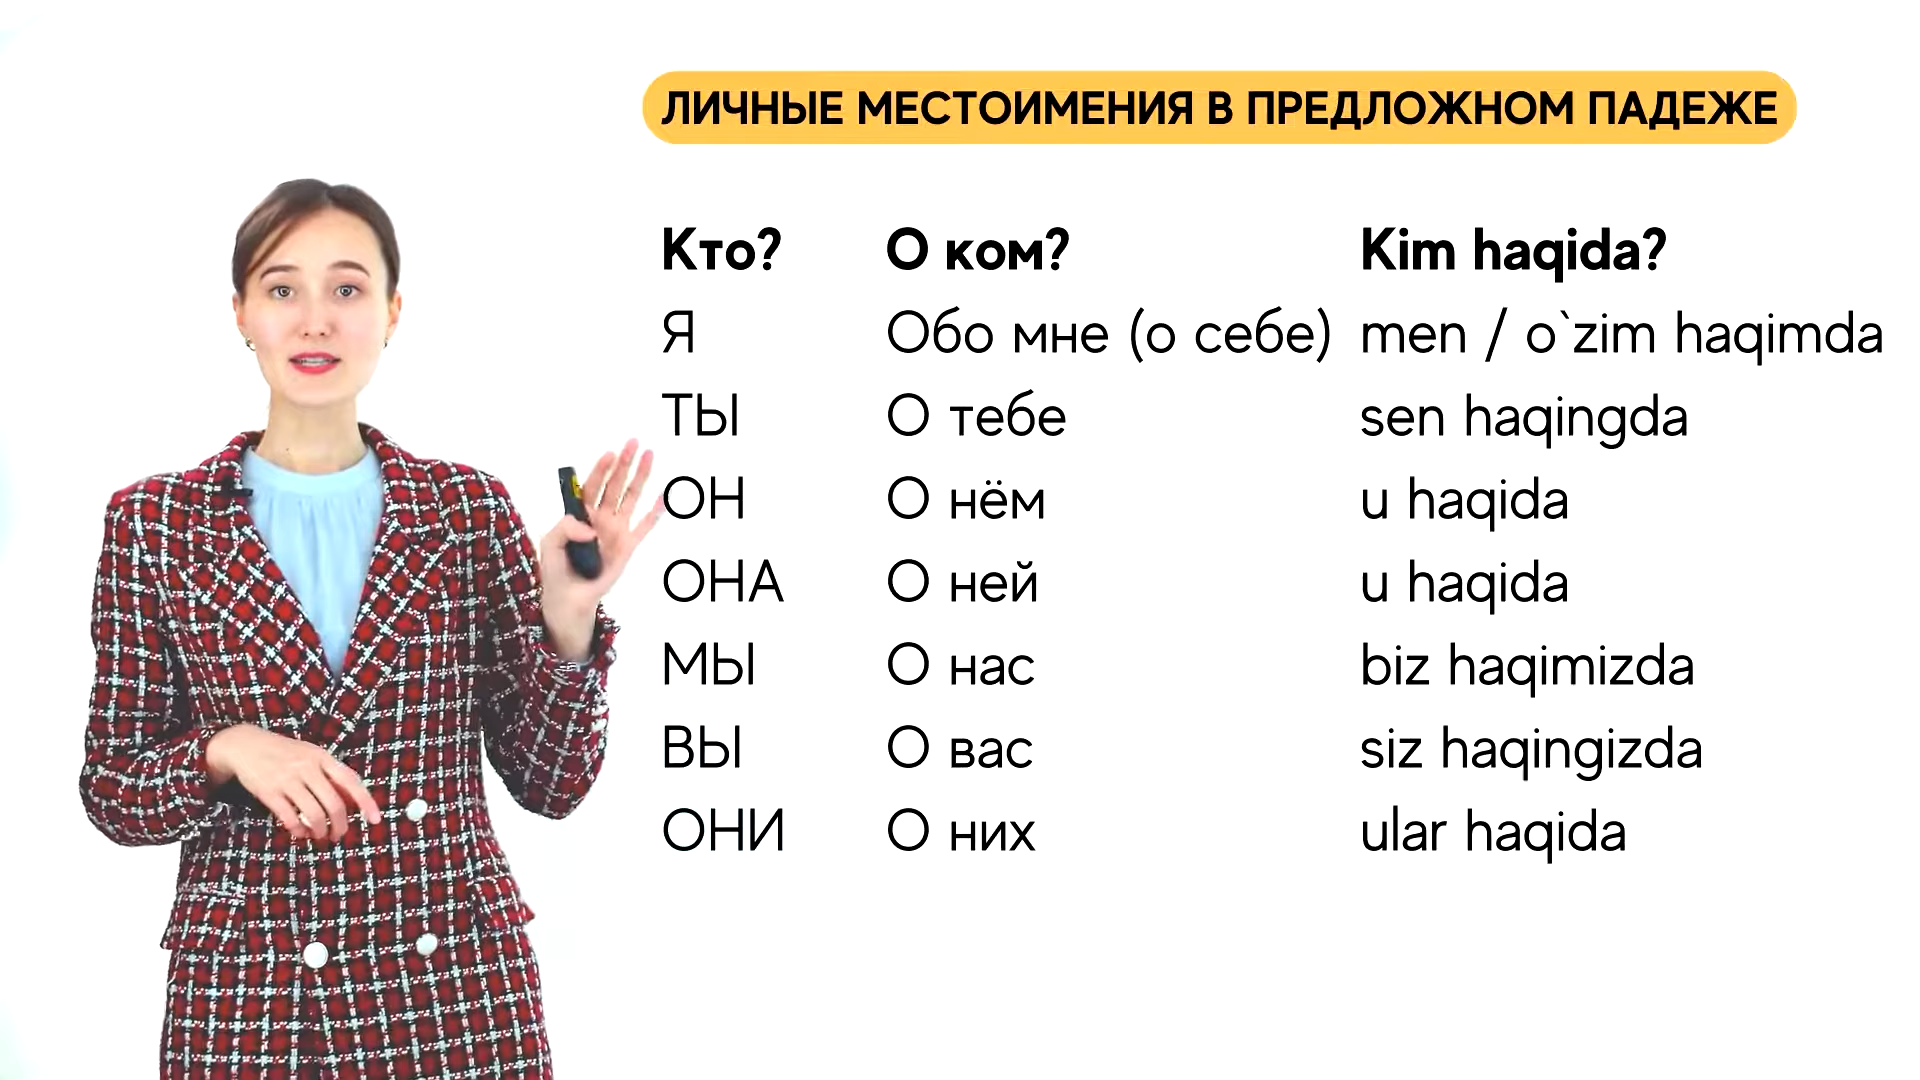 ЛИЧНЫЕ МЕСТОИМЕНИЯ В ПРЕДЛОЖНОМ ПАДЕЖЕ
Кто? О ком? Kim haqida?
Я Обо мне (о себе) men / o`zim haqimda
ТЫ О тебе sen haqingda
ОН О нём u haqida
ОНА О ней u haqida
МЫ О нас biz haqimizda
ВЫ О вас siz haqingizda
ОНИ О них ular haqida